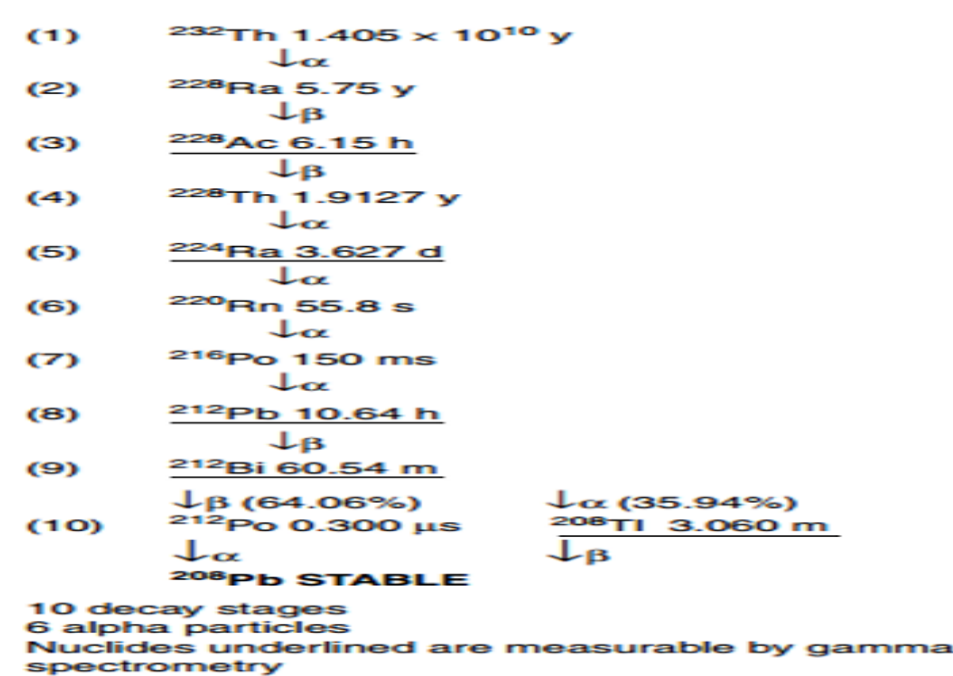 (1) ²³²Th 1.405 × 10¹⁰ y
↓α
(2) ²²⁸Ra 5.75 y
↓β
(3) ²²⁸Ac 6.15 h
↓β
(4) ²²⁸Th 1.9127 y
↓α
(5) ²²⁴Ra 3.627 d
↓α
(6) ²²⁰Rn 55.8 s
↓α
(7) ²¹⁶Po 150 ms
↓α
(8) ²¹²Pb 10.64 h
↓β
(9) ²¹²Bi 60.54 m
↓β (64.06%) ↓α (35.94%)
(10) ²¹²Po 0.300 μs ²⁰⁸Tl 3.060 m
↓α ↓β
²⁰⁸Pb STABLE
10 decay stages
6 alpha particles
Nuclides underlined are measurable by gamma
spectrometry